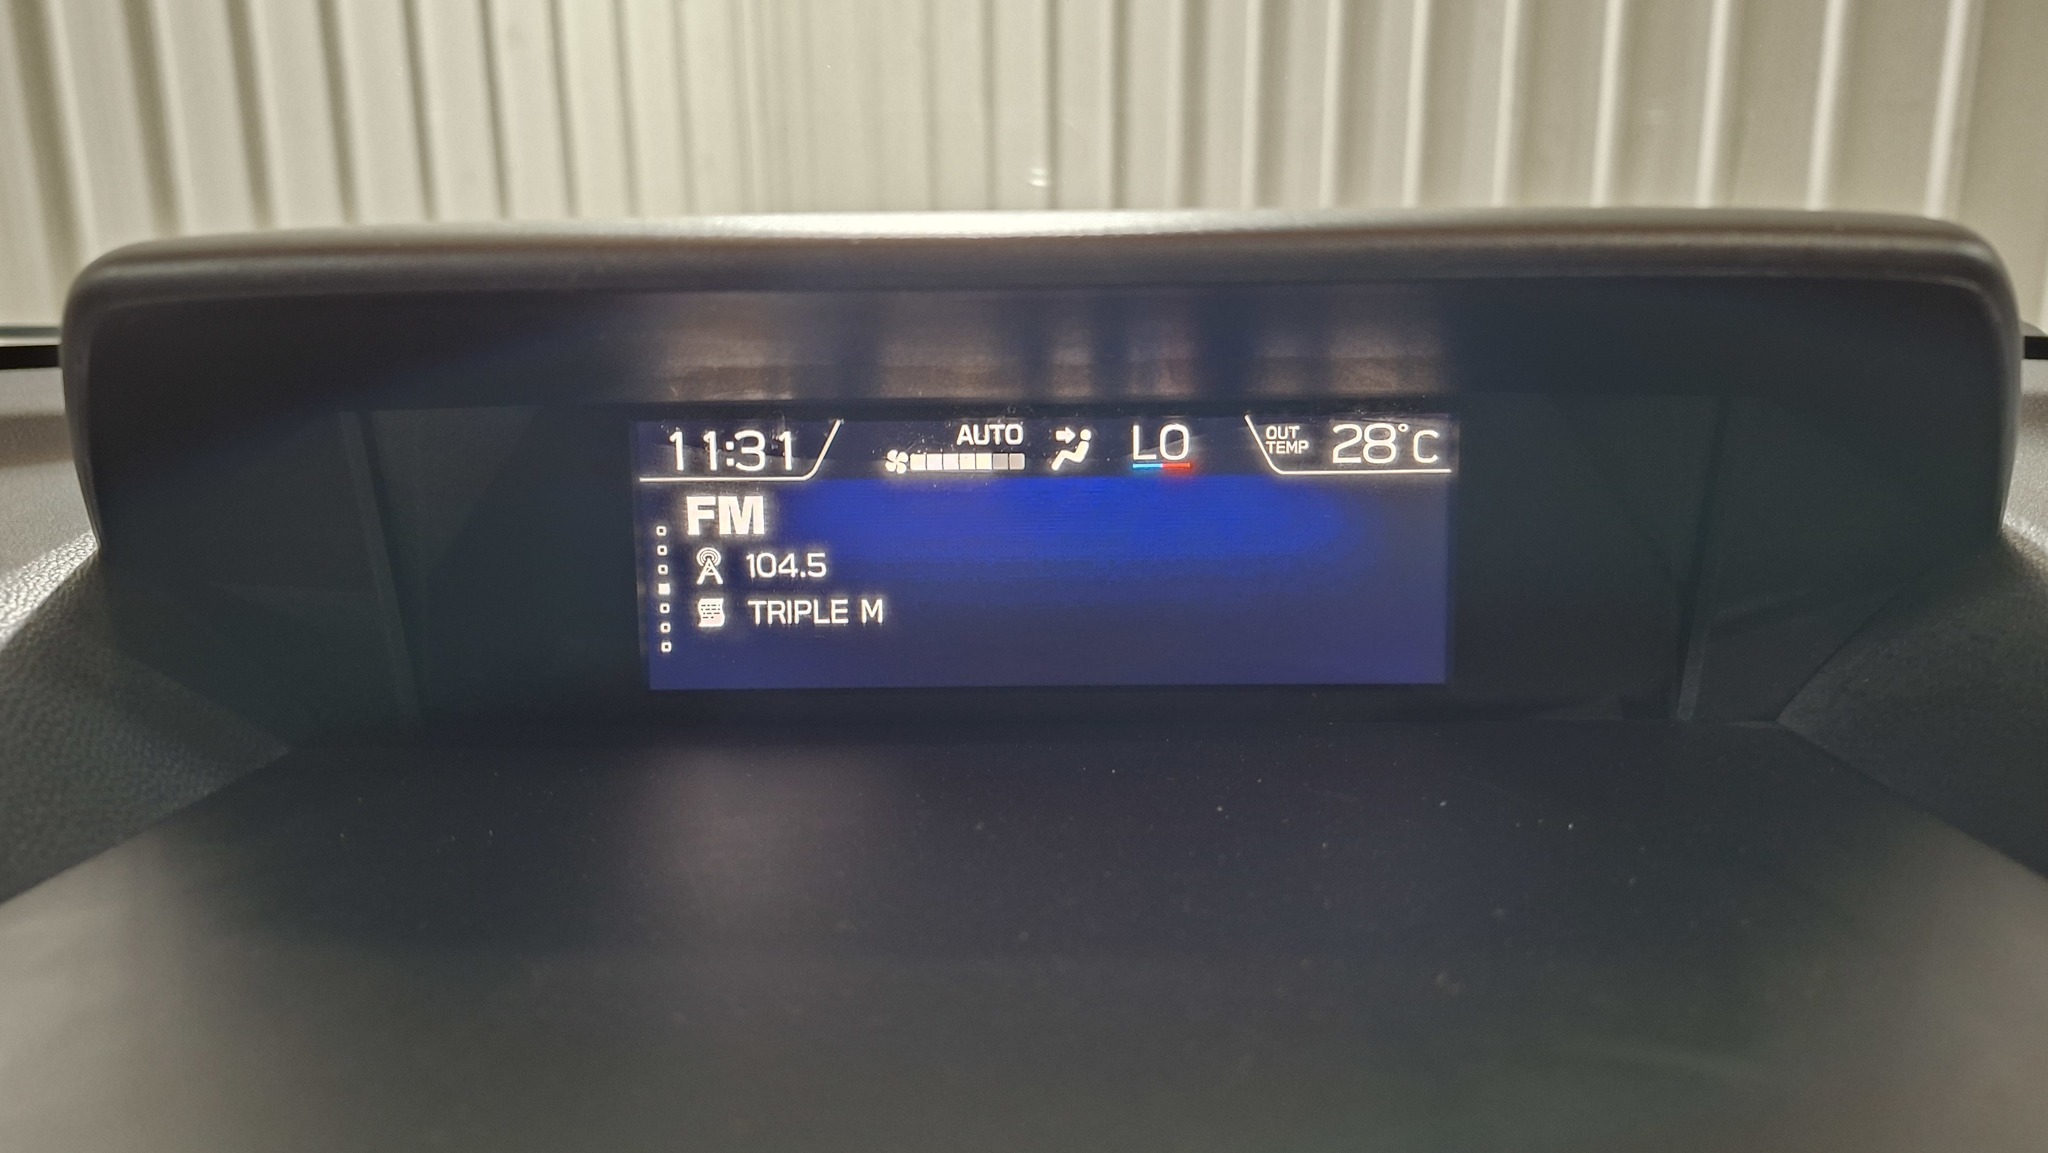 11:31
AUTO
LO
OUT TEMP 28°C
FM
104.5
TRIPLE M